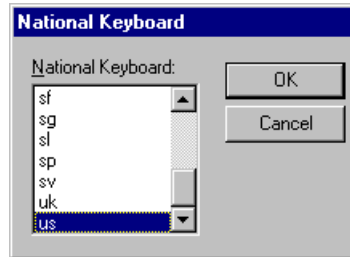 National Keyboard
National Keyboard:
sf
sg
sl
sp
sv
uk
us
OK
Cancel